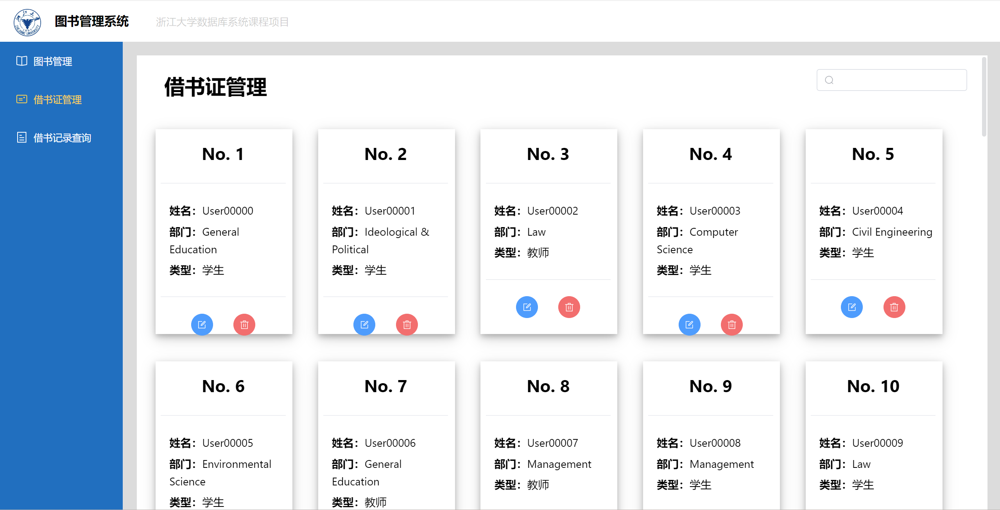 浙江大学
1897
ZHEJIANG UNIVERSITY
图书管理系统
浙江大学数据库系统课程项目
图书管理
借书证管理
借书记录查询
借书证管理
No. 1
姓名：User00000
部门：General
Education
类型：学生
No. 2
姓名：User00001
部门：Ideological &
Political
类型：学生
No. 3
姓名：User00002
部门：Law
类型：教师
No. 4
姓名：User00003
部门：Computer
Science
类型：学生
No. 5
姓名：User00004
部门：Civil Engineering
类型：学生
No. 6
姓名：User00005
部门：Environmental
Science
类型：学生
No. 7
姓名：User00006
部门：General
Education
类型：教师
No. 8
姓名：User00007
部门：Management
类型：教师
No. 9
姓名：User00008
部门：Management
类型：学生
No. 10
姓名：User00009
部门：Law
类型：学生